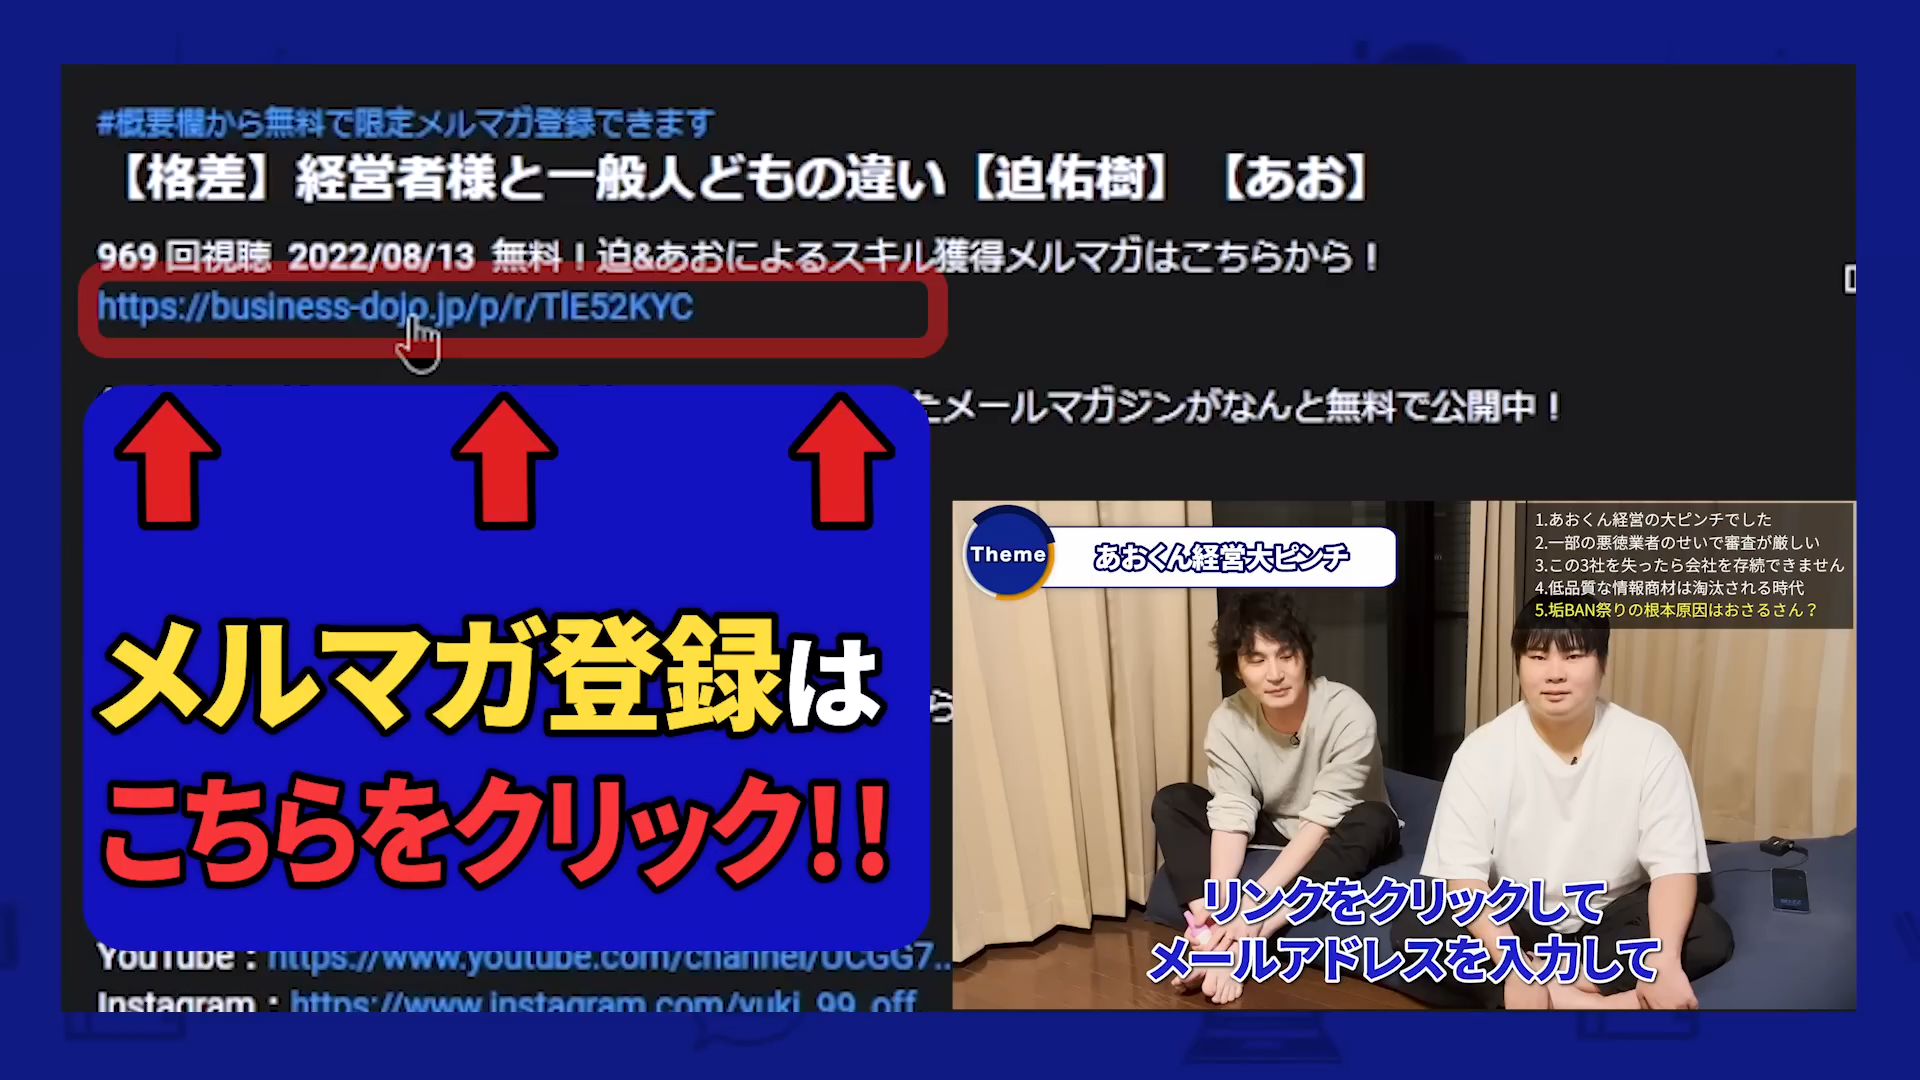 #概要欄から無料で限定メルマガ登録できます
【格差】経営者様と一般人どもの違い【迫佑樹】【あお】
969 回視聴 2022/08/13 無料！迫&あおによるスキル獲得メルマガはこちらから！
https://business-dojo.jp/p/r/TlE52KYC
たメールマガジンがなんと無料で公開中！
メルマガ登録は
こちらをクリック!!
ら
YouTube：https://www.youtube.com/channel/UCGG7...
Instagram：https://www.instagram.com/yuki_99_off
Theme
あおくん経営大ピンチ
1.あおくん経営の大ピンチでした
2.一部の悪徳業者のせいで審査が厳しい
3.この3社を失ったら会社を存続できません
4.低品質な情報商材は淘汰される時代
5.垢BAN祭りの根本原因はおさるさん？
リンクをクリックして
メールアドレスを入力して